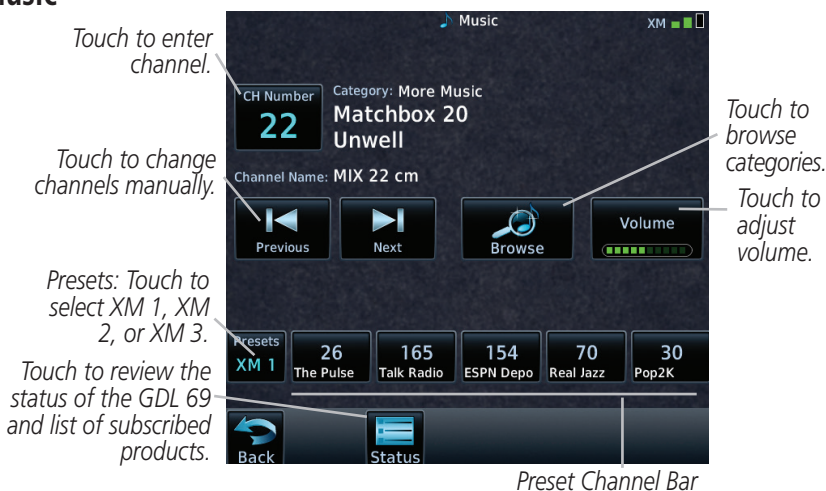 Music
Touch to enter
channel.
Touch to change
channels manually.
Presets: Touch to
select XM 1, XM
2, or XM 3.
Touch to review the
status of the GDL 69
and list of subscribed
products.
Music
XM
CH Number
22
Category: More Music
Matchbox 20
Unwell
Channel Name: MIX 22 cm
Previous
Next
Browse
Volume
Presets
XM 1
26
The Pulse
165
Talk Radio
154
ESPN Depo
70
Real Jazz
30
Pop2K
Back
Status
Touch to
browse
categories.
Touch to
adjust
volume.
Preset Channel Bar